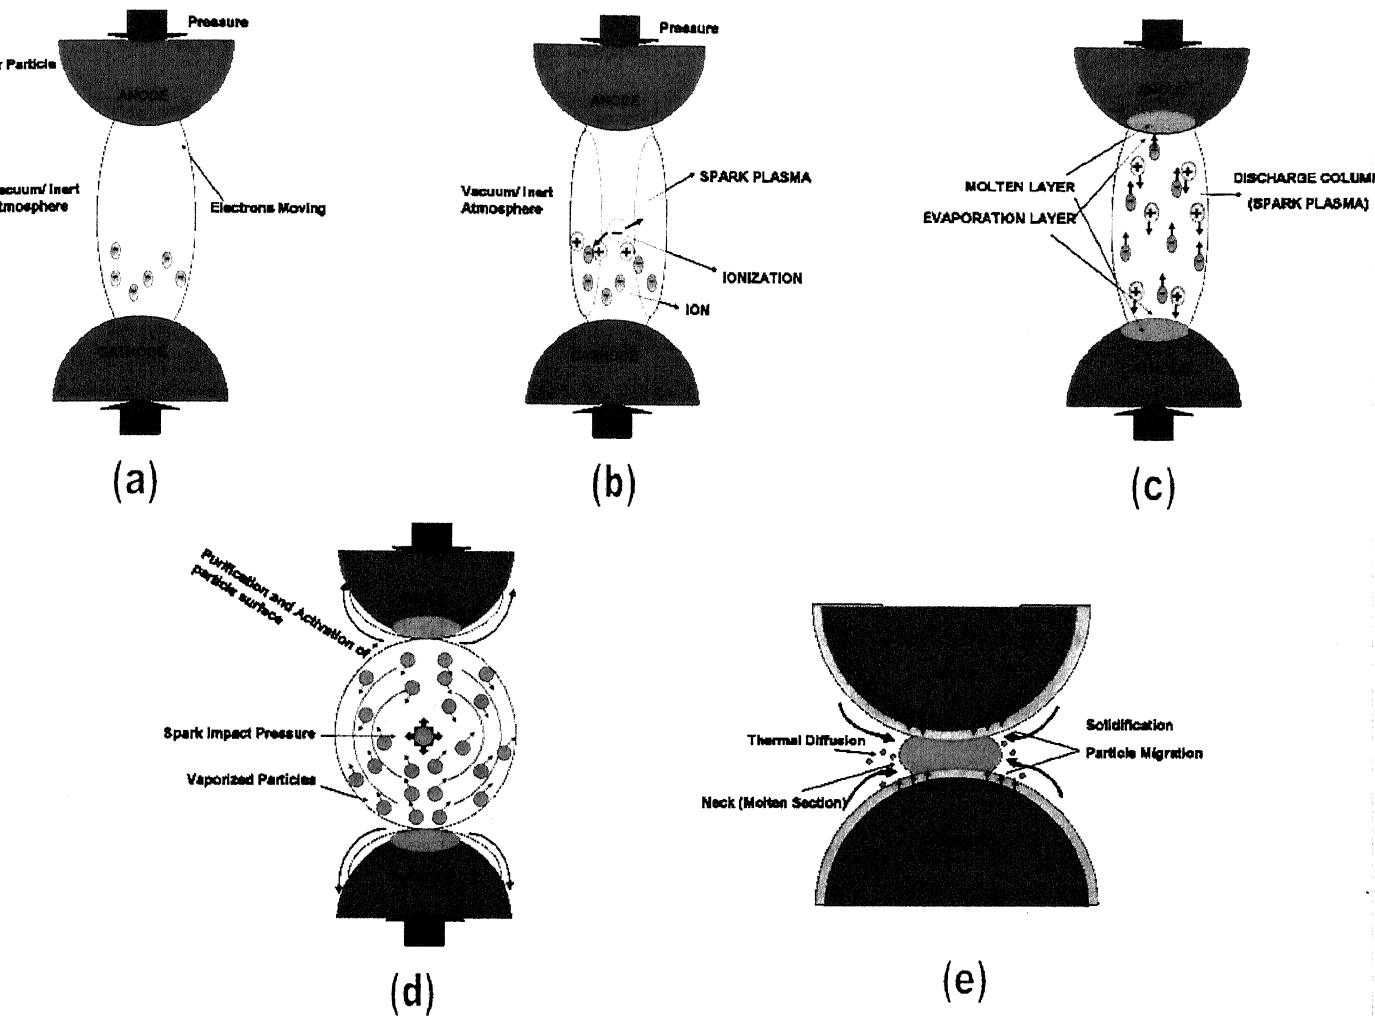 Pressure
r Particle
ANODE
acuum/ Inert
tmosphere
Electrons Moving
CATHODE
(a)
Pressure
ANODE
Vacuum/ Inert
Atmosphere
SPARK PLASMA
IONIZATION
ION
CATHODE
(b)
ANODE
MOLTEN LAYER
EVAPORATION LAYER
DISCHARGE COLUM
(SPARK PLASMA)
(c)
Purification and Activation of
particle surface
Spark Impact Pressure
Vaporized Particles
(d)
Thermal Diffusion
Neck (Molten Section)
Solidification
Particle Migration
(e)